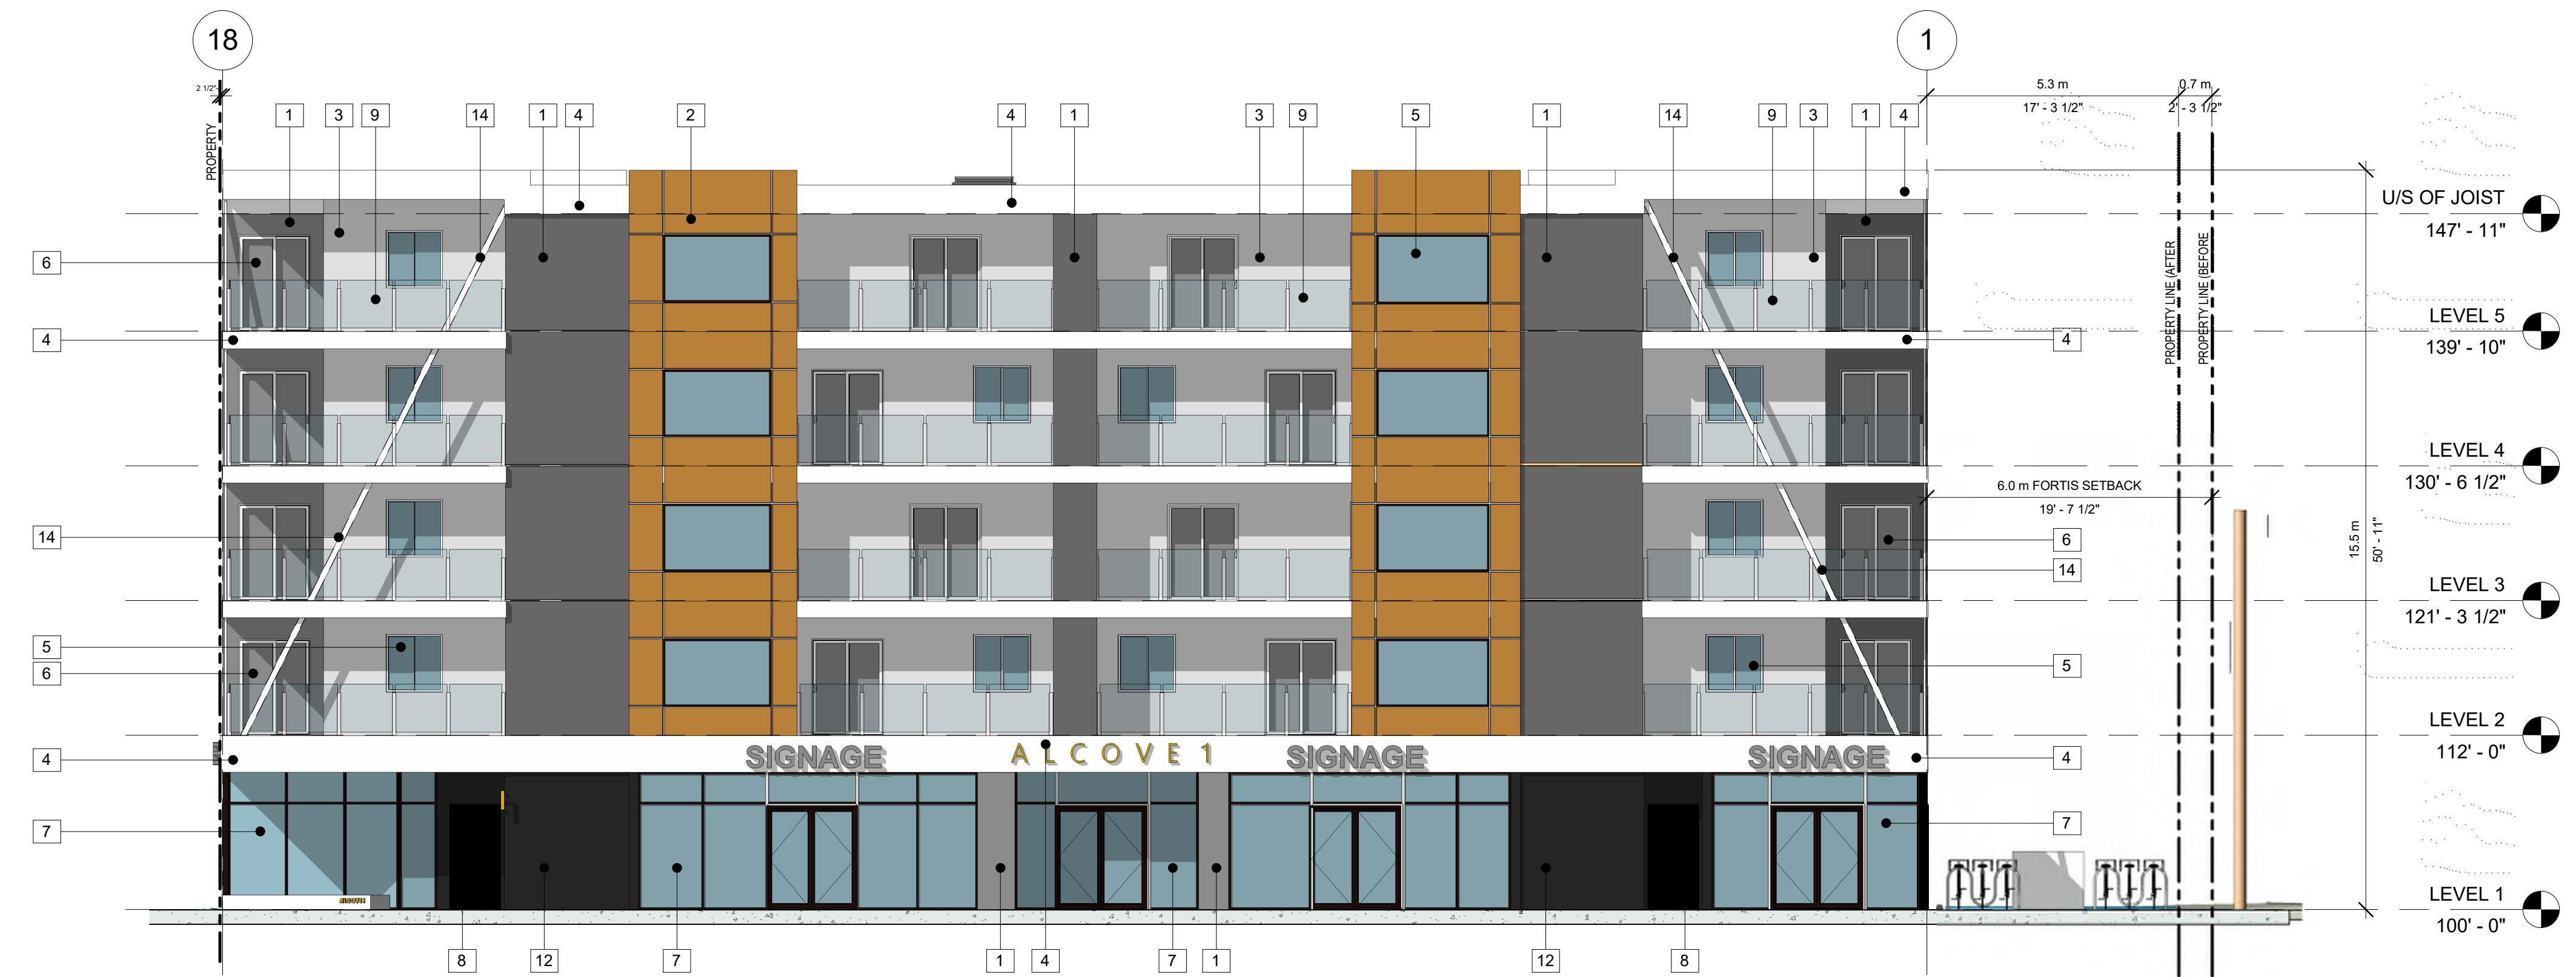 18
1
2 1/2"
5.3 m
0.7 m
17' - 3 1/2"
2' - 3 1/2"
1
3
9
14
1
4
2
4
1
3
9
5
1
14
9
3
1
4
PROPERTY
U/S OF JOIST
147' - 11"
6
PROPERTY LINE (AFTER
PROPERTY LINE (BEFORE
LEVEL 5
139' - 10"
4
4
LEVEL 4
130' - 6 1/2"
6.0 m FORTIS SETBACK
19' - 7 1/2"
14
6
15.5 m
50' - 11"
14
LEVEL 3
121' - 3 1/2"
5
6
5
LEVEL 2
112' - 0"
4
SIGNAGE
ALCOVE 1
SIGNAGE
SIGNAGE
4
7
7
ALCOVE
LEVEL 1
100' - 0"
8
12
7
1
4
7
1
12
8